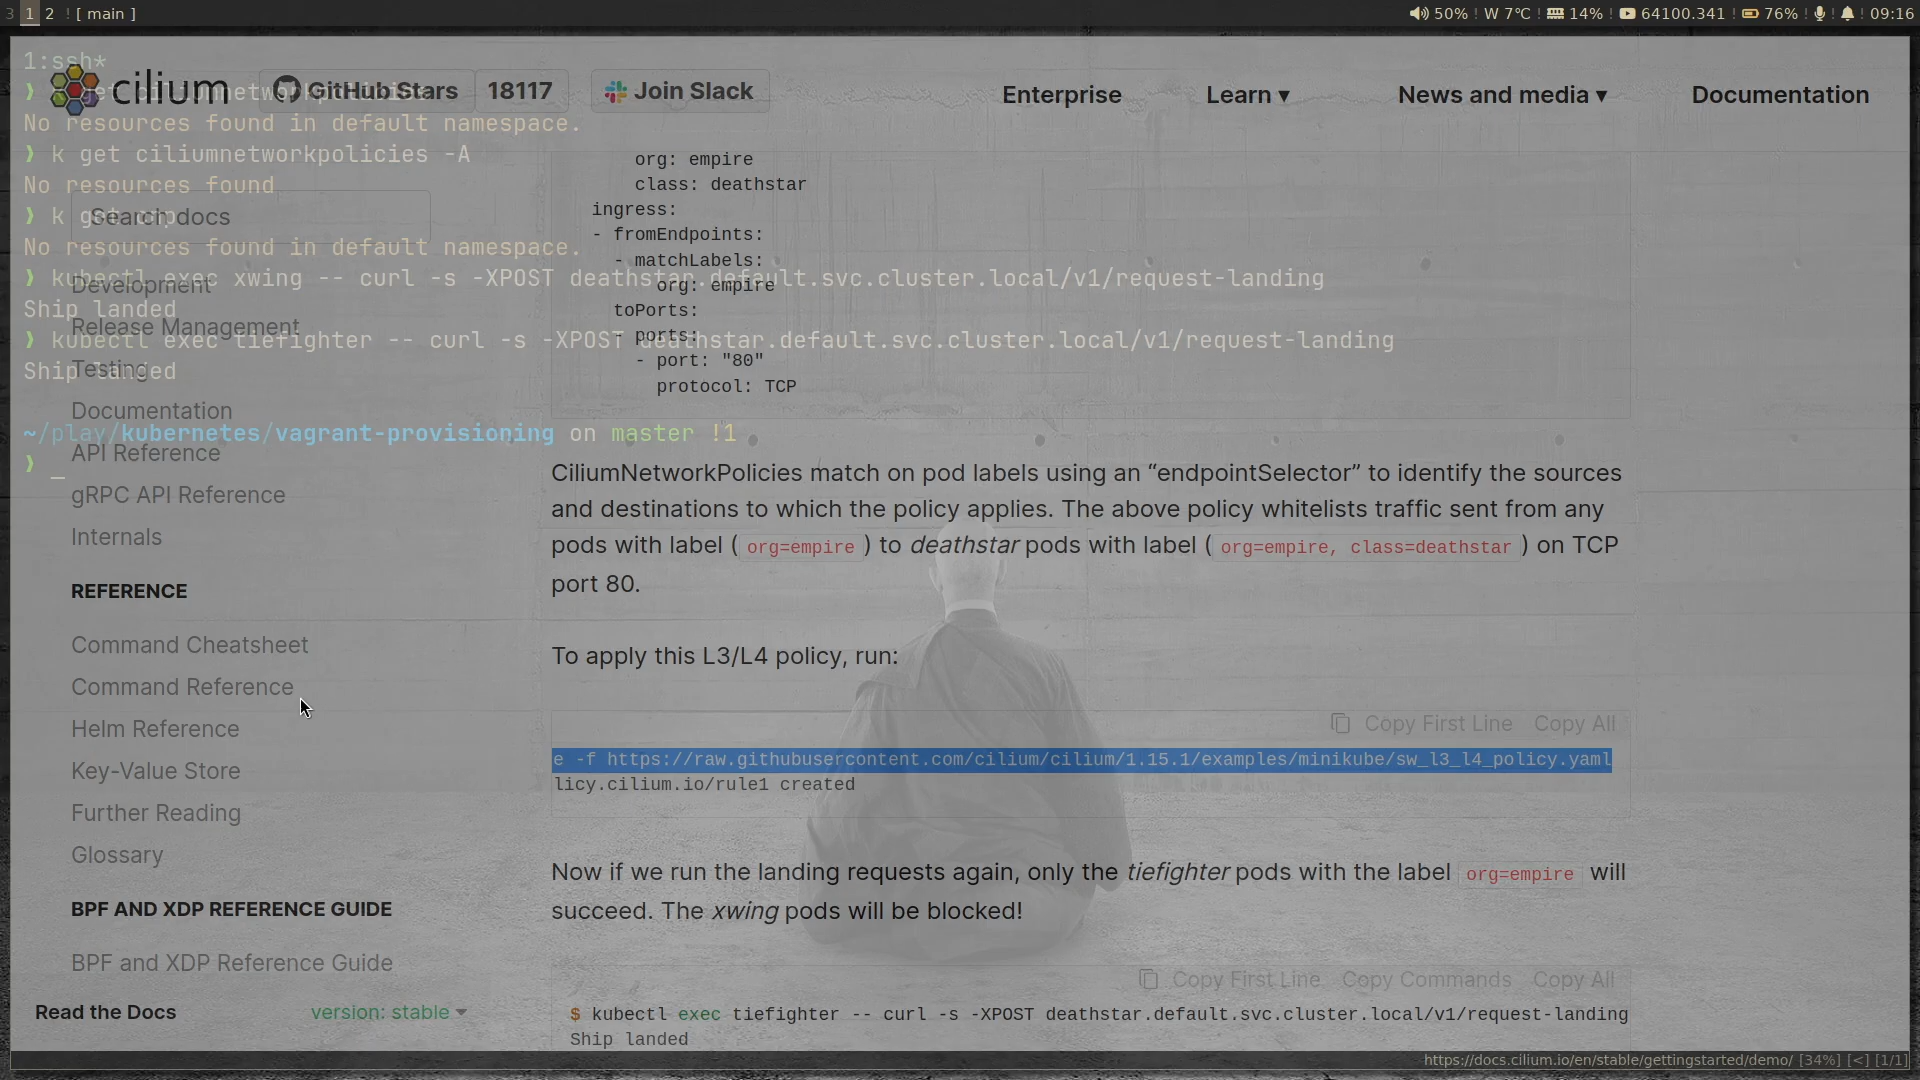 3 1 2 ! [ main ]
50% ! W 7℃ ! 14% ! 64100.341 ! 76% ! ! ! 09:16
1:ssh*
cilium
GitHub Stars 18117
Join Slack
Enterprise
Learn ▾
News and media ▾
Documentation
❯ k get ciliumnetworkpolicies
No resources found in default namespace.
❯ k get ciliumnetworkpolicies -A
No resources found
❯ k get cnp
No resources found in default namespace.
❯ kubectl exec xwing -- curl -s -XPOST deathstar.default.svc.cluster.local/v1/request-landing
Ship landed
❯ kubectl exec tiefighter -- curl -s -XPOST deathstar.default.svc.cluster.local/v1/request-landing
Ship landed
~/play/kubernetes/vagrant-provisioning on master !1
❯ _
Search docs
Development
Release Management
Testing
Documentation
API Reference
gRPC API Reference
Internals
REFERENCE
Command Cheatsheet
Command Reference
Helm Reference
Key-Value Store
Further Reading
Glossary
BPF AND XDP REFERENCE GUIDE
BPF and XDP Reference Guide
Read the Docs
version: stable
org: empire
class: deathstar
ingress:
- fromEndpoints:
- matchLabels:
org: empire
toPorts:
- ports:
- port: "80"
protocol: TCP
CiliumNetworkPolicies match on pod labels using an “endpointSelector” to identify the sources
and destinations to which the policy applies. The above policy whitelists traffic sent from any
pods with label ( org=empire ) to deathstar pods with label ( org=empire, class=deathstar ) on TCP
port 80.
To apply this L3/L4 policy, run:
Copy First Line Copy All
e -f https://raw.githubusercontent.com/cilium/cilium/1.15.1/examples/minikube/sw_l3_l4_policy.yaml
licy.cilium.io/rule1 created
Now if we run the landing requests again, only the tiefighter pods with the label org=empire will
succeed. The xwing pods will be blocked!
Copy First Line Copy Commands Copy All
$ kubectl exec tiefighter -- curl -s -XPOST deathstar.default.svc.cluster.local/v1/request-landing
Ship landed
https://docs.cilium.io/en/stable/gettingstarted/demo/ [34%] [<] [1/1]